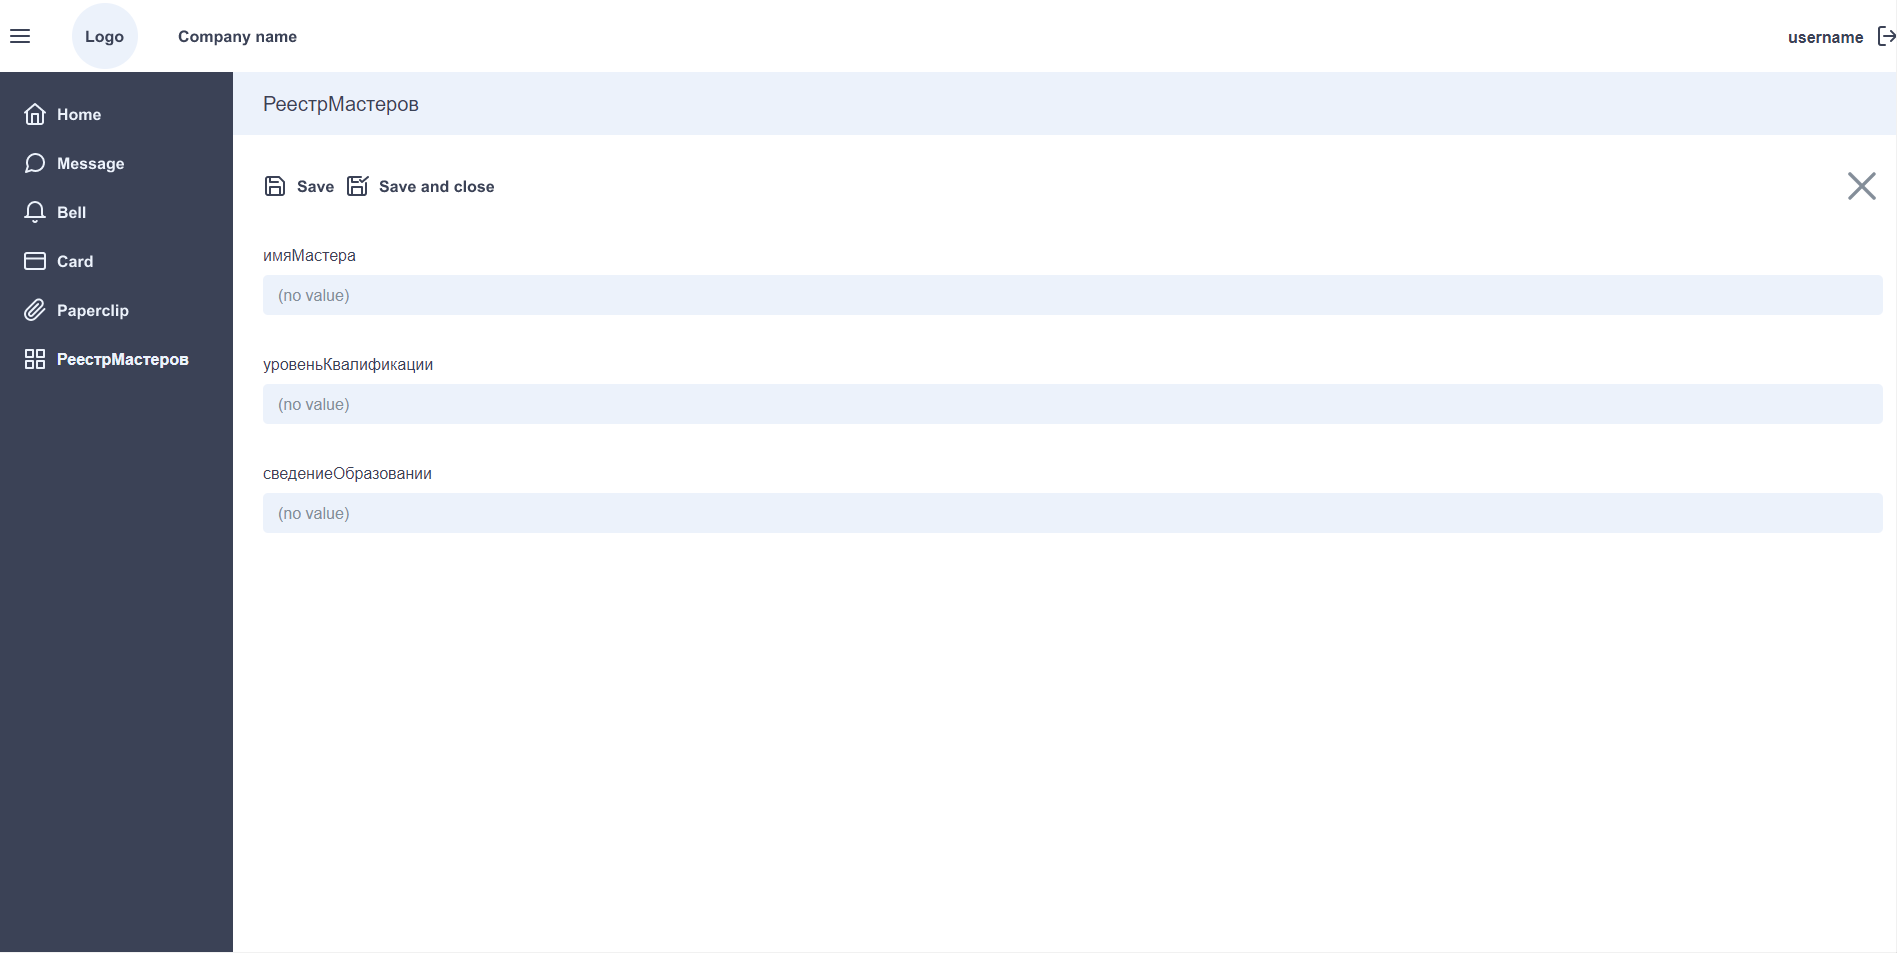 Logo
Company name
username
Home
Message
Bell
Card
Paperclip
РеестрМастеров
РеестрМастеров
Save
Save and close
имяМастера
(no value)
уровеньКвалификации
(no value)
сведениеОбразовании
(no value)